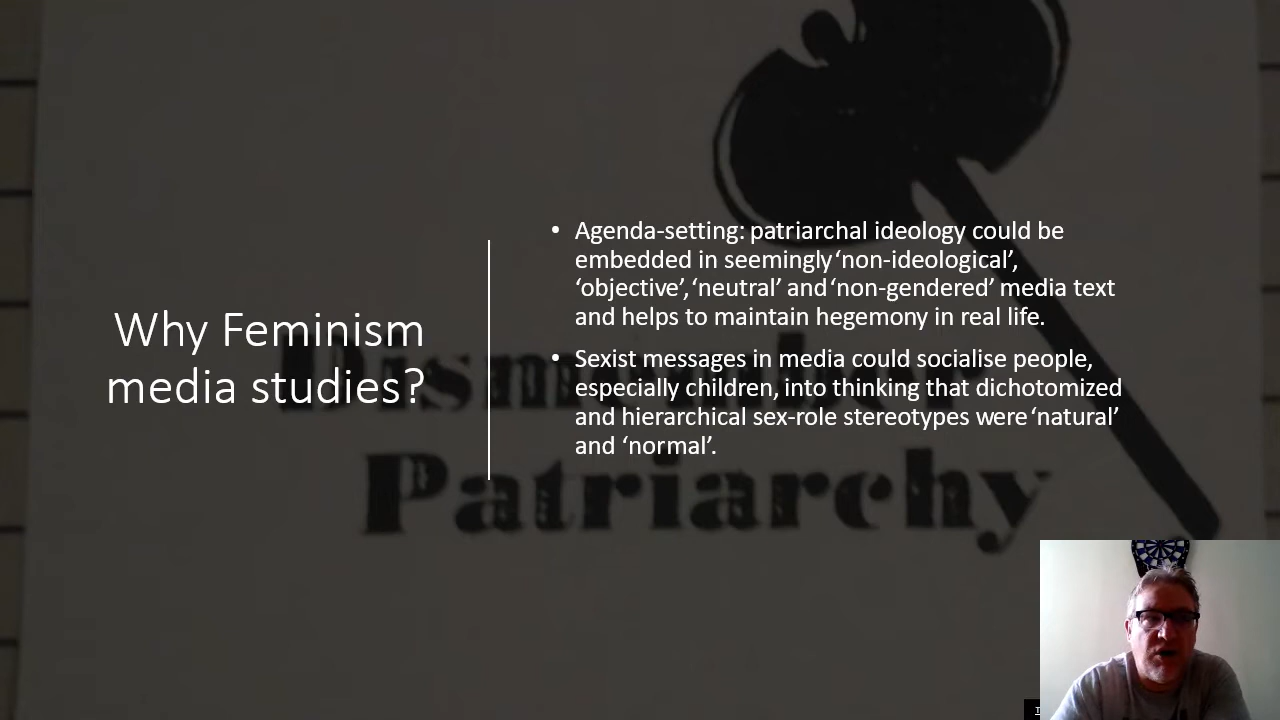 Why Feminism
media studies?
• Agenda-setting: patriarchal ideology could be
embedded in seemingly ‘non-ideological’,
‘objective’, ‘neutral’ and ‘non-gendered’ media text
and helps to maintain hegemony in real life.
• Sexist messages in media could socialise people,
especially children, into thinking that dichotomized
and hierarchical sex-role stereotypes were ‘natural’
and ‘normal’.
Patriarchy